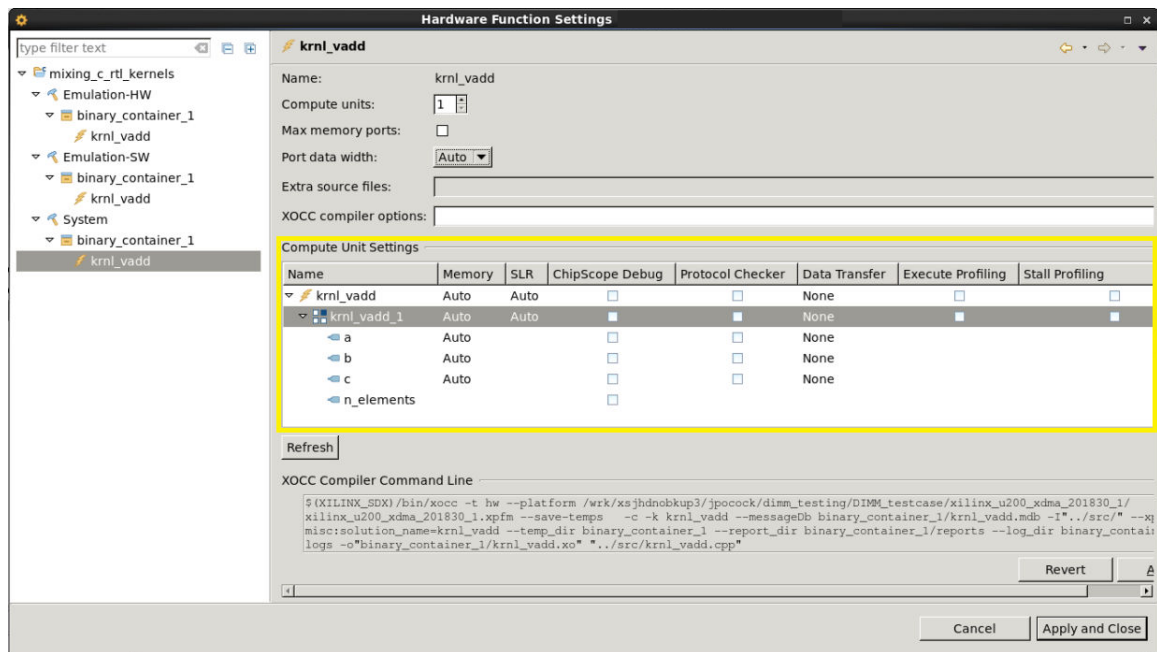 Hardware Function Settings
type filter text
mixing_c_rtl_kernels
Emulation-HW
binary_container_1
krnl_vadd
Emulation-SW
binary_container_1
krnl_vadd
System
binary_container_1
krnl_vadd
krnl_vadd
Name: krnl_vadd
Compute units: 1
Max memory ports:
Port data width: Auto
Extra source files:
XOCC compiler options:
Compute Unit Settings
Name Memory SLR ChipScope Debug Protocol Checker Data Transfer Execute Profiling Stall Profiling
krnl_vadd Auto Auto None
krnl_vadd_1 Auto Auto None
a Auto None
b Auto None
c Auto None
n_elements
Refresh
XOCC Compiler Command Line
${XILINX_SDX}/bin/xocc -t hw --platform /wrk/xsjhdnobkup3/jpocock/dimm_testing/DIMM_testcase/xilinx_u200_xdma_201830_1/
xilinx_u200_xdma_201830_1.xpfm --save-temps -c -k krnl_vadd --messageDb binary_container_1/krnl_vadd.mdb -I"../src/" --xp
misc:solution_name=krnl_vadd --temp_dir binary_container_1 --report_dir binary_container_1/reports --log_dir binary_contain
logs -o"binary_container_1/krnl_vadd.xo" "../src/krnl_vadd.cpp"
Revert A
Cancel Apply and Close